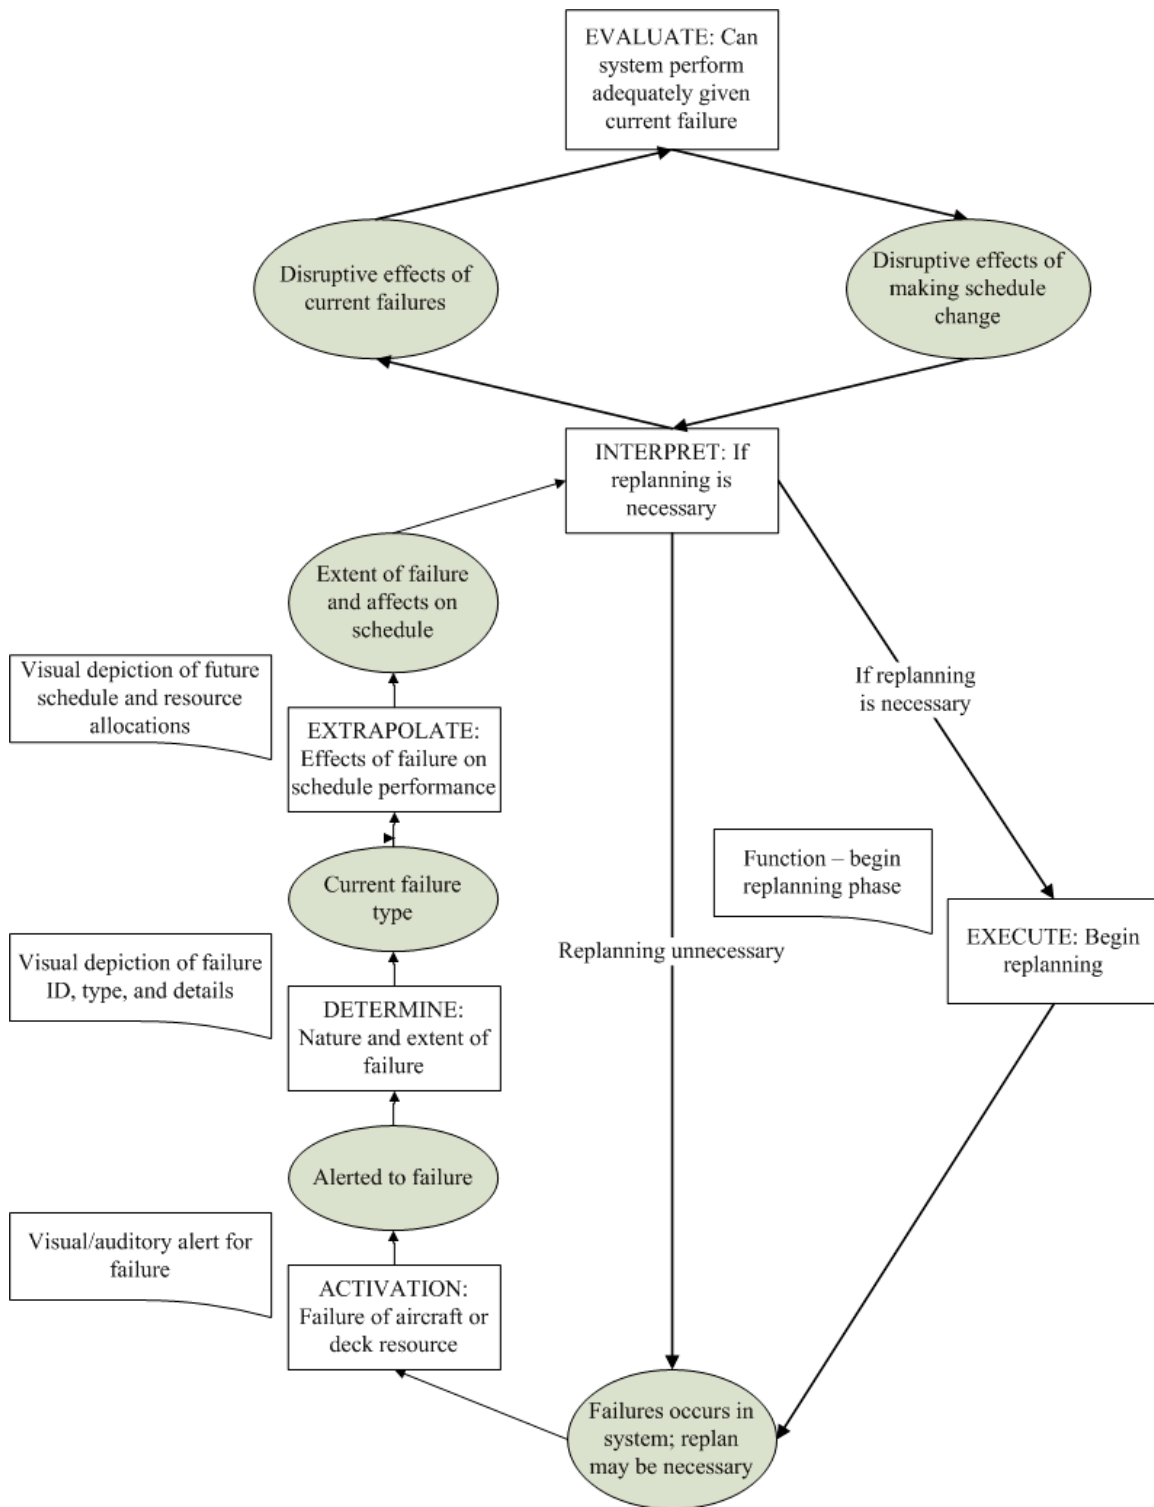 EVALUATE: Can
system perform
adequately given
current failure
Disruptive effects of
current failures
Disruptive effects of
making schedule
change
INTERPRET: If
replanning is
necessary
Extent of failure
and affects on
schedule
Visual depiction of future
schedule and resource
allocations
EXTRAPOLATE:
Effects of failure on
schedule performance
If replanning
is necessary
Current failure
type
Function – begin
replanning phase
EXECUTE: Begin
replanning
Replanning unnecessary
Visual depiction of failure
ID, type, and details
DETERMINE:
Nature and extent of
failure
Alerted to failure
Visual/auditory alert for
failure
ACTIVATION:
Failure of aircraft or
deck resource
Failures occurs in
system; replan
may be necessary